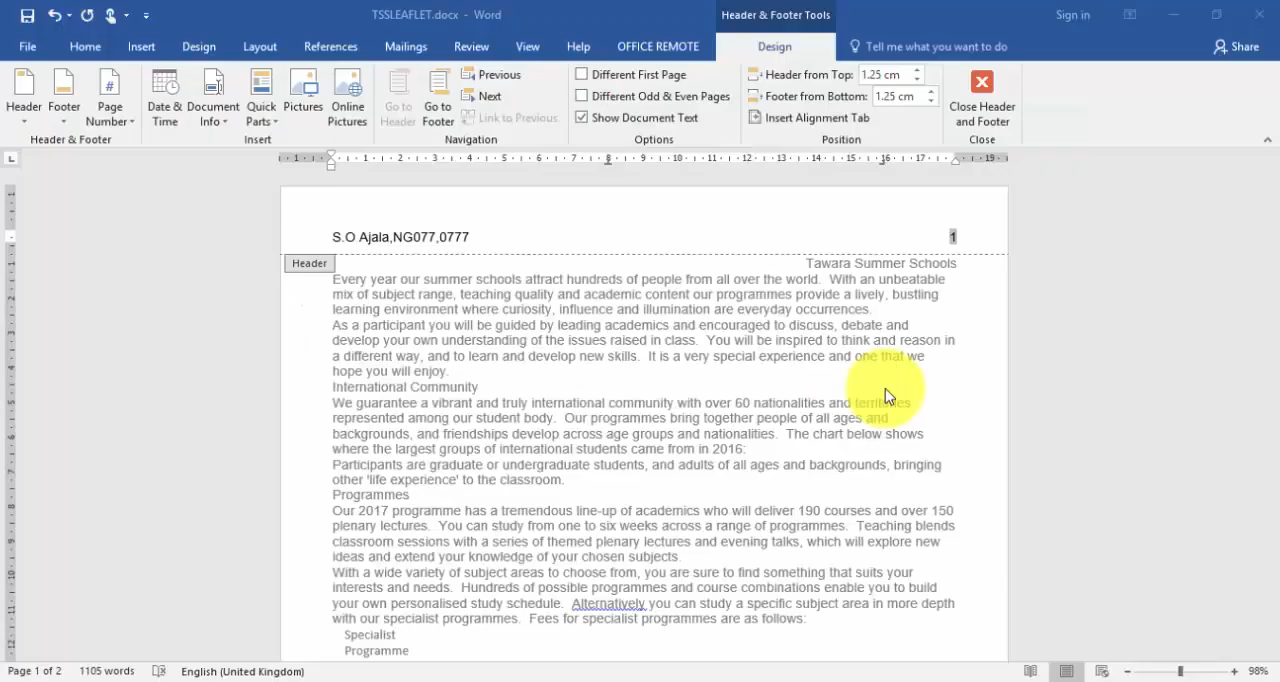 TSSLEAFLET.docx - Word
Header & Footer Tools
Sign in
File Home Insert Design Layout References Mailings Review View Help OFFICE REMOTE Design Tell me what you want to do Share
Header
Footer
Page Number
Header & Footer
Date & Time
Document Info
Quick Parts
Pictures
Online Pictures
Insert
Go to Header
Go to Footer
Previous
Next
Link to Previous
Navigation
Different First Page
Different Odd & Even Pages
Show Document Text
Options
Header from Top: 1.25 cm
Footer from Bottom: 1.25 cm
Insert Alignment Tab
Position
Close Header and Footer
Close
L
1 1 2 3 4 5 6 7 8 9 10 11 12 13 14 15 16 17 19
S.O Ajala,NG077,0777 1
Header
Tawara Summer Schools
Every year our summer schools attract hundreds of people from all over the world. With an unbeatable
mix of subject range, teaching quality and academic content our programmes provide a lively, bustling
learning environment where curiosity, influence and illumination are everyday occurrences.
As a participant you will be guided by leading academics and encouraged to discuss, debate and
develop your own understanding of the issues raised in class. You will be inspired to think and reason in
a different way, and to learn and develop new skills. It is a very special experience and one that we
hope you will enjoy.
International Community
We guarantee a vibrant and truly international community with over 60 nationalities and territories
represented among our student body. Our programmes bring together people of all ages and
backgrounds, and friendships develop across age groups and nationalities. The chart below shows
where the largest groups of international students came from in 2016:
Participants are graduate or undergraduate students, and adults of all ages and backgrounds, bringing
other 'life experience' to the classroom.
Programmes
Our 2017 programme has a tremendous line-up of academics who will deliver 190 courses and over 150
plenary lectures. You can study from one to six weeks across a range of programmes. Teaching blends
classroom sessions with a series of themed plenary lectures and evening talks, which will explore new
ideas and extend your knowledge of your chosen subjects.
With a wide variety of subject areas to choose from, you are sure to find something that suits your
interests and needs. Hundreds of possible programmes and course combinations enable you to build
your own personalised study schedule. Alternatively you can study a specific subject area in more depth
with our specialist programmes. Fees for specialist programmes are as follows:
Specialist
Programme
Page 1 of 2 1105 words English (United Kingdom) 98%